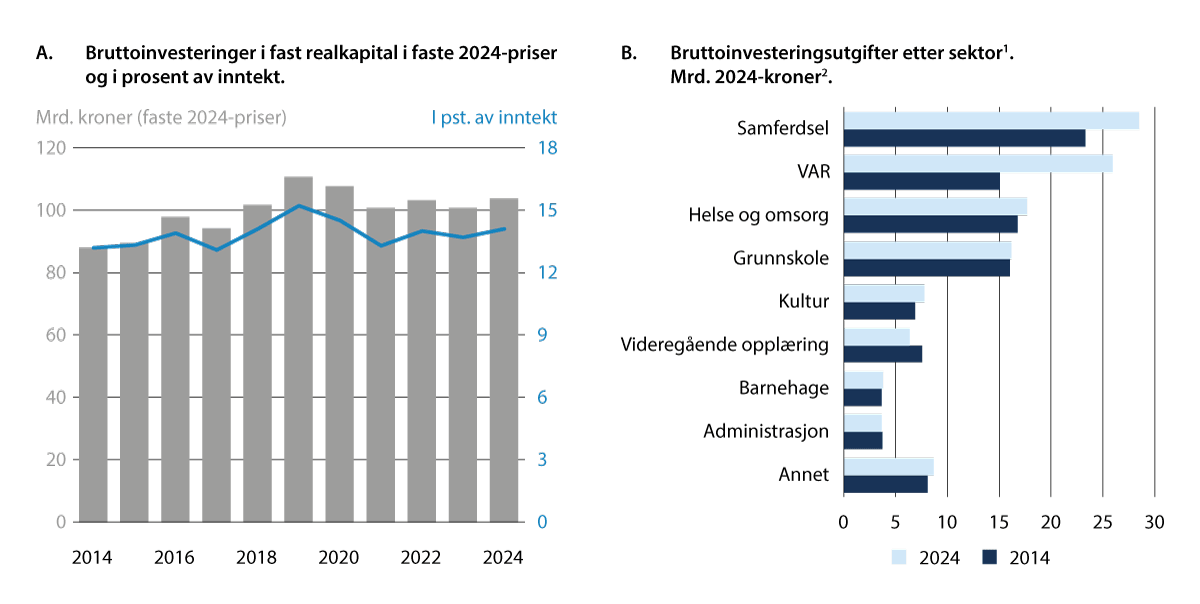 A. Bruttoinvesteringer i fast realkapital i faste 2024-priser
og i prosent av inntekt.
Mrd. kroner (faste 2024-priser) I pst. av inntekt
120 18
100 15
80 12
60 9
40 6
20 3
0 0
2014 2016 2018 2020 2022 2024
B. Bruttoinvesteringsutgifter etter sektor¹.
Mrd. 2024-kroner².
Samferdsel
VAR
Helse og omsorg
Grunnskole
Kultur
Videregående opplæring
Barnehage
Administrasjon
Annet
0 5 10 15 20 25 30
2024 2014